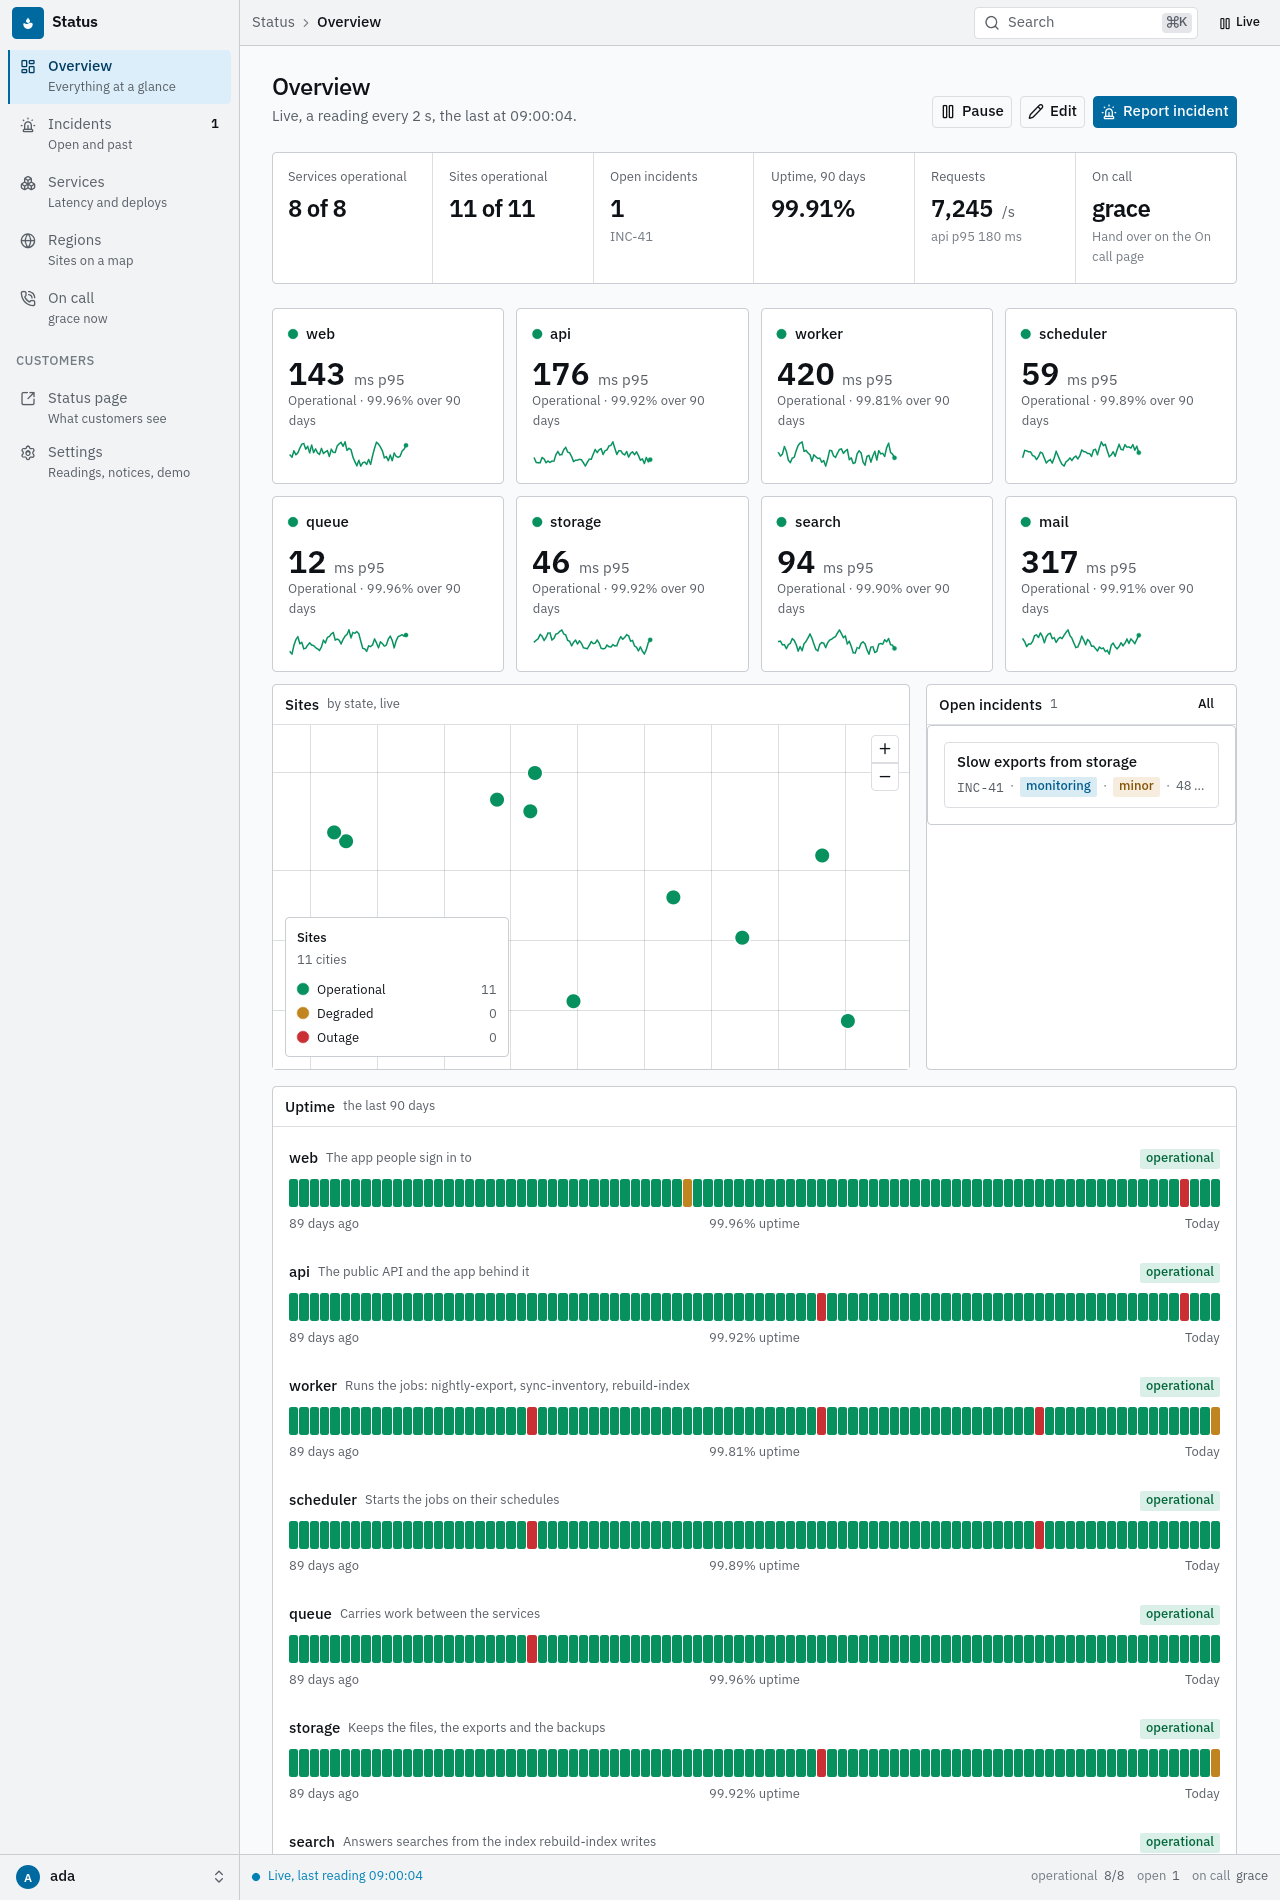 Status
Status > Overview
Search
⌘K
Live
Overview
Everything at a glance
Incidents
1
Open and past
Services
Latency and deploys
Regions
Sites on a map
On call
grace now
CUSTOMERS
Status page
What customers see
Settings
Readings, notices, demo
ada
A
Overview
Live, a reading every 2 s, the last at 09:00:04.
Pause
Edit
Report incident
Services operational
8 of 8
Sites operational
11 of 11
Open incidents
1
INC-41
Uptime, 90 days
99.91%
Requests
7,245 /s
api p95 180 ms
On call
grace
Hand over on the On
call page
web
143 ms p95
Operational · 99.96% over 90
days
api
176 ms p95
Operational · 99.92% over 90
days
worker
420 ms p95
Operational · 99.81% over 90
days
scheduler
59 ms p95
Operational · 99.89% over 90
days
queue
12 ms p95
Operational · 99.96% over 90
days
storage
46 ms p95
Operational · 99.92% over 90
days
search
94 ms p95
Operational · 99.90% over 90
days
mail
317 ms p95
Operational · 99.91% over 90
days
Sites by state, live
+
−
Sites
11 cities
Operational 11
Degraded 0
Outage 0
Open incidents 1
All
Slow exports from storage
INC-41 · monitoring · minor · 48…
Uptime the last 90 days
web The app people sign in to
operational
89 days ago 99.96% uptime Today
api The public API and the app behind it
operational
89 days ago 99.92% uptime Today
worker Runs the jobs: nightly-export, sync-inventory, rebuild-index
operational
89 days ago 99.81% uptime Today
scheduler Starts the jobs on their schedules
operational
89 days ago 99.89% uptime Today
queue Carries work between the services
operational
89 days ago 99.96% uptime Today
storage Keeps the files, the exports and the backups
operational
89 days ago 99.92% uptime Today
search Answers searches from the index rebuild-index writes
operational
Live, last reading 09:00:04
operational 8/8 open 1 on call grace